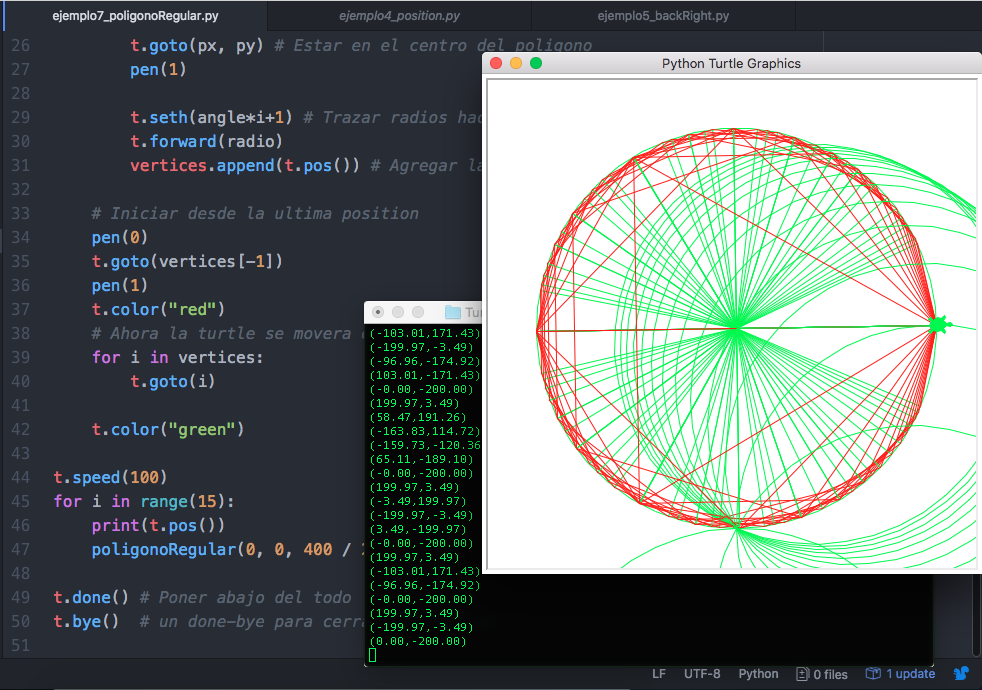 ejemplo7_poligonoRegular.py
ejemplo4_position.py
ejemplo5_backRight.py
26 t.goto(px, py) # Estar en el centro del poligono
27 pen(1)
28
29 t.seth(angle*i+1) # Trazar radios hac
30 t.forward(radio)
31 vertices.append(t.pos()) # Agregar la
32
33 # Iniciar desde la ultima position
34 pen(0)
35 t.goto(vertices[-1])
36 pen(1)
37 t.color("red")
38 # Ahora la turtle se movera
39 for i in vertices:
40 t.goto(i)
41
42 t.color("green")
43
44 t.speed(100)
45 for i in range(15):
46 print(t.pos())
47 poligonoRegular(0, 0, 400 /
48
49 t.done() # Poner abajo del todo
50 t.bye() # un done-bye para cerra
51
Python Turtle Graphics
Tu
(-103.01,171.43)
(-199.97,-3.49)
(-96.96,-174.92)
(103.01,-171.43)
(-0.00,-200.00)
(199.97,3.49)
(58.47,191.26)
(-163.83,114.72)
(-159.73,-120.36
(65.11,-189.10)
(-0.00,-200.00)
(199.97,3.49)
(-3.49,199.97)
(-199.97,-3.49)
(3.49,-199.97)
(-0.00,-200.00)
(199.97,3.49)
(-103.01,171.43)
(-96.96,-174.92)
(-0.00,-200.00)
(199.97,3.49)
(-199.97,-3.49)
(0.00,-200.00)
LF UTF-8 Python 0 files 1 update